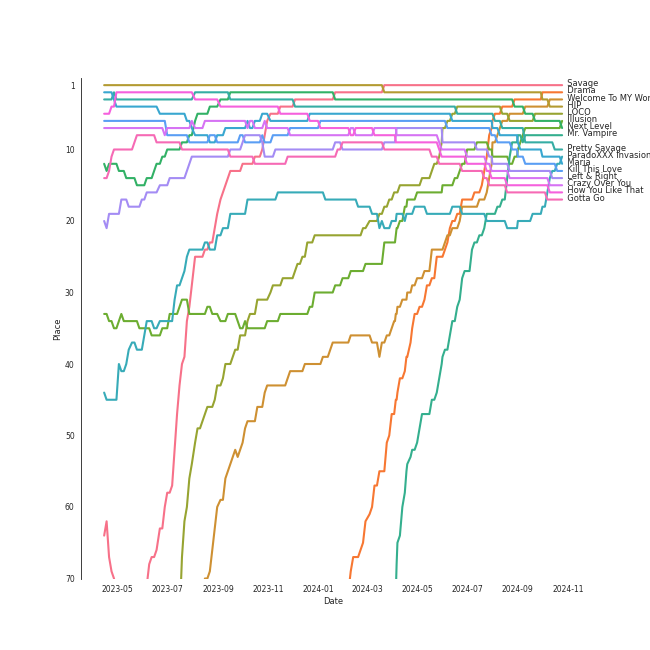 Savage
Drama
Welcome To MY Wor
HIP
LOCO
Illusion
Next Level
Mr. Vampire
Pretty Savage
ParadoXXX Invasion
Maria
Kill This Love
Left & Right
Crazy Over You
How You Like That
Gotta Go
1
10
20
30
40
50
60
70
Place
2023-05
2023-07
2023-09
2023-11
2024-01
2024-03
2024-05
2024-07
2024-09
2024-11
Date